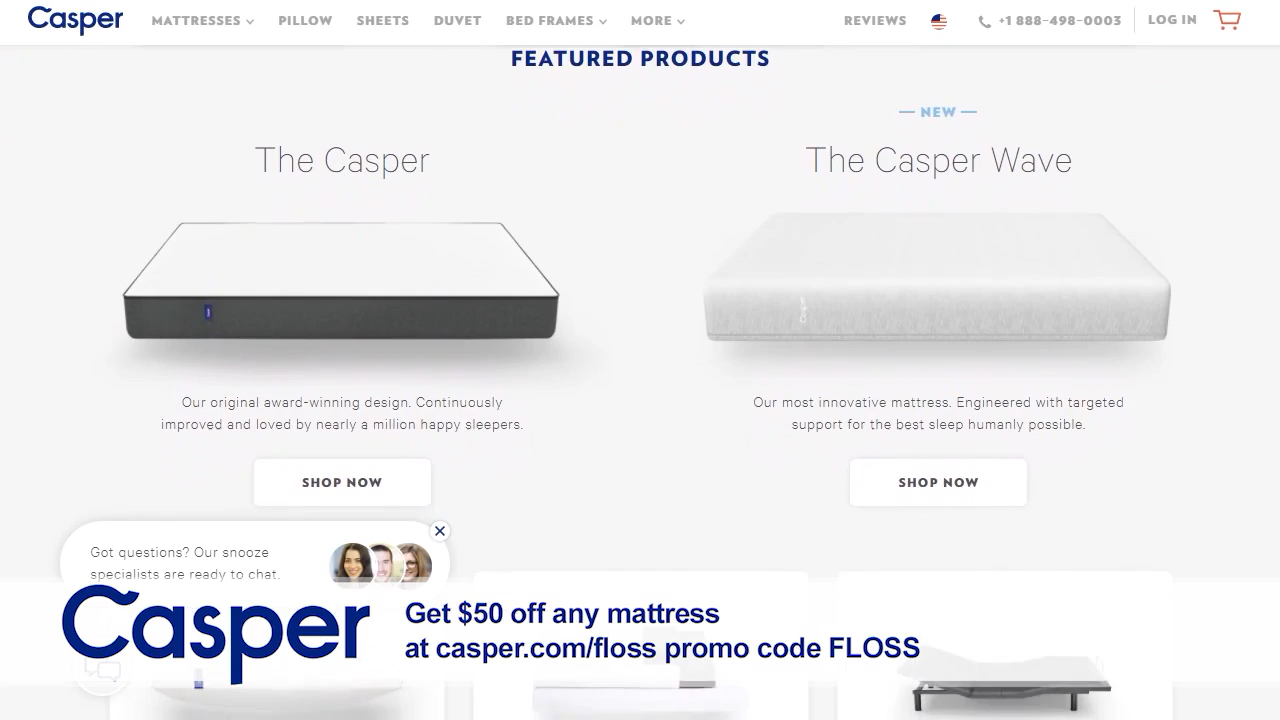 Casper MATTRESSES PILLOW SHEETS DUVET BED FRAMES MORE REVIEWS +1 888-498-0003 LOG IN
FEATURED PRODUCTS
NEW
The Casper
The Casper Wave
Casper
Our original award-winning design. Continuously
improved and loved by nearly a million happy sleepers.
Our most innovative mattress. Engineered with targeted
support for the best sleep humanly possible.
SHOP NOW
SHOP NOW
Got questions? Our snooze
specialists are ready to chat.
Casper
Get $50 off any mattress
at casper.com/floss promo code FLOSS